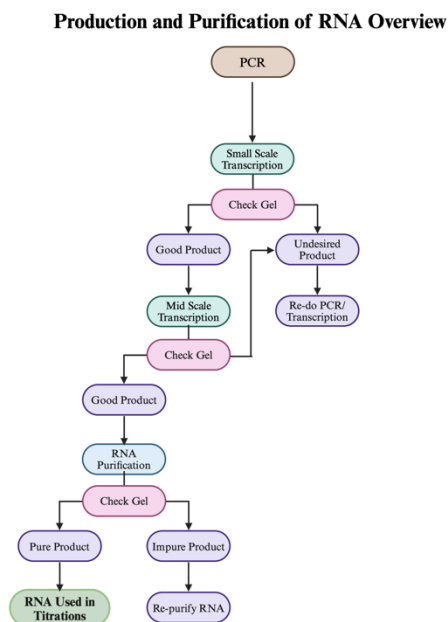 Production and Purification of RNA Overview
PCR
Small Scale
Transcription
Check Gel
Good Product
Undesired
Product
Mid Scale
Transcription
Re-do PCR/
Transcription
Check Gel
Good Product
RNA
Purification
Check Gel
Pure Product
Impure Product
RNA Used in
Titrations
Re-purify RNA